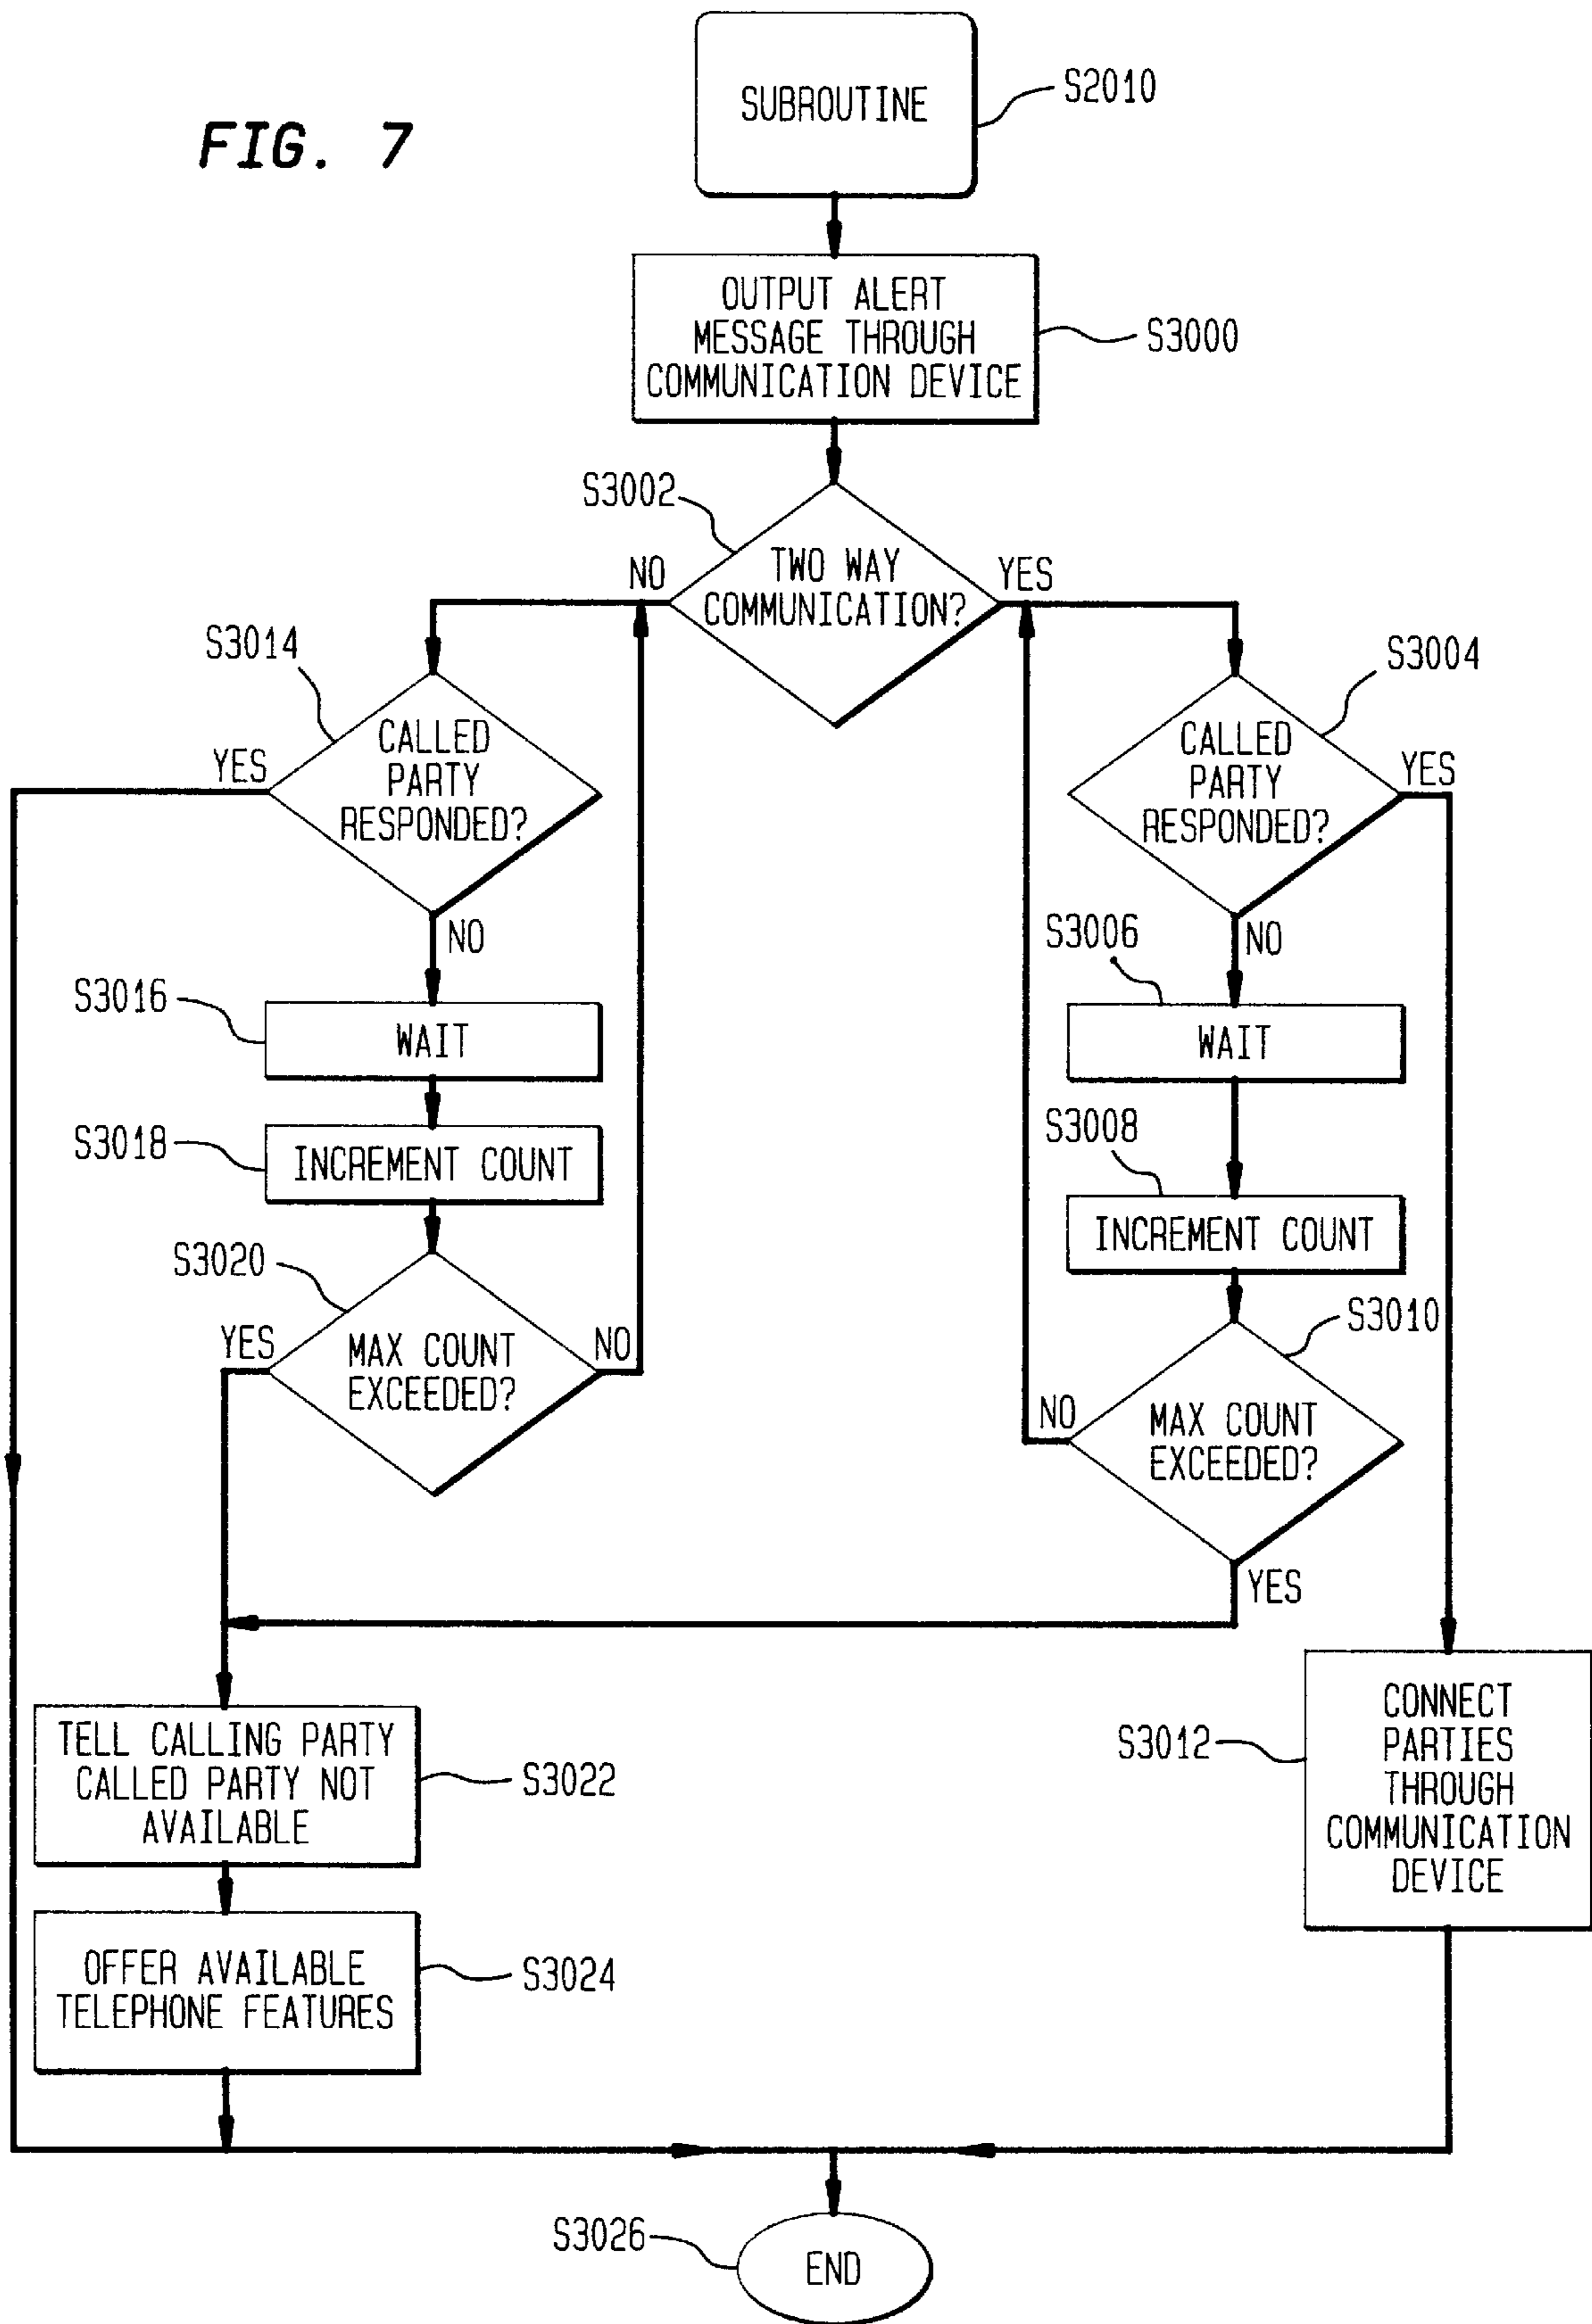 FIG. 7
SUBROUTINE
S2010
OUTPUT ALERT
MESSAGE THROUGH
COMMUNICATION DEVICE
S3000
S3002
TWO WAY
COMMUNICATION?
NO
YES
S3014
CALLED
PARTY
RESPONDED?
YES
NO
S3004
CALLED
PARTY
RESPONDED?
YES
NO
S3016
WAIT
S3006
WAIT
S3018
INCREMENT COUNT
S3008
INCREMENT COUNT
S3020
MAX COUNT
EXCEEDED?
YES
NO
S3010
MAX COUNT
EXCEEDED?
NO
YES
TELL CALLING PARTY
CALLED PARTY NOT
AVAILABLE
S3022
S3012
CONNECT
PARTIES
THROUGH
COMMUNICATION
DEVICE
OFFER AVAILABLE
TELEPHONE FEATURES
S3024
S3026
END